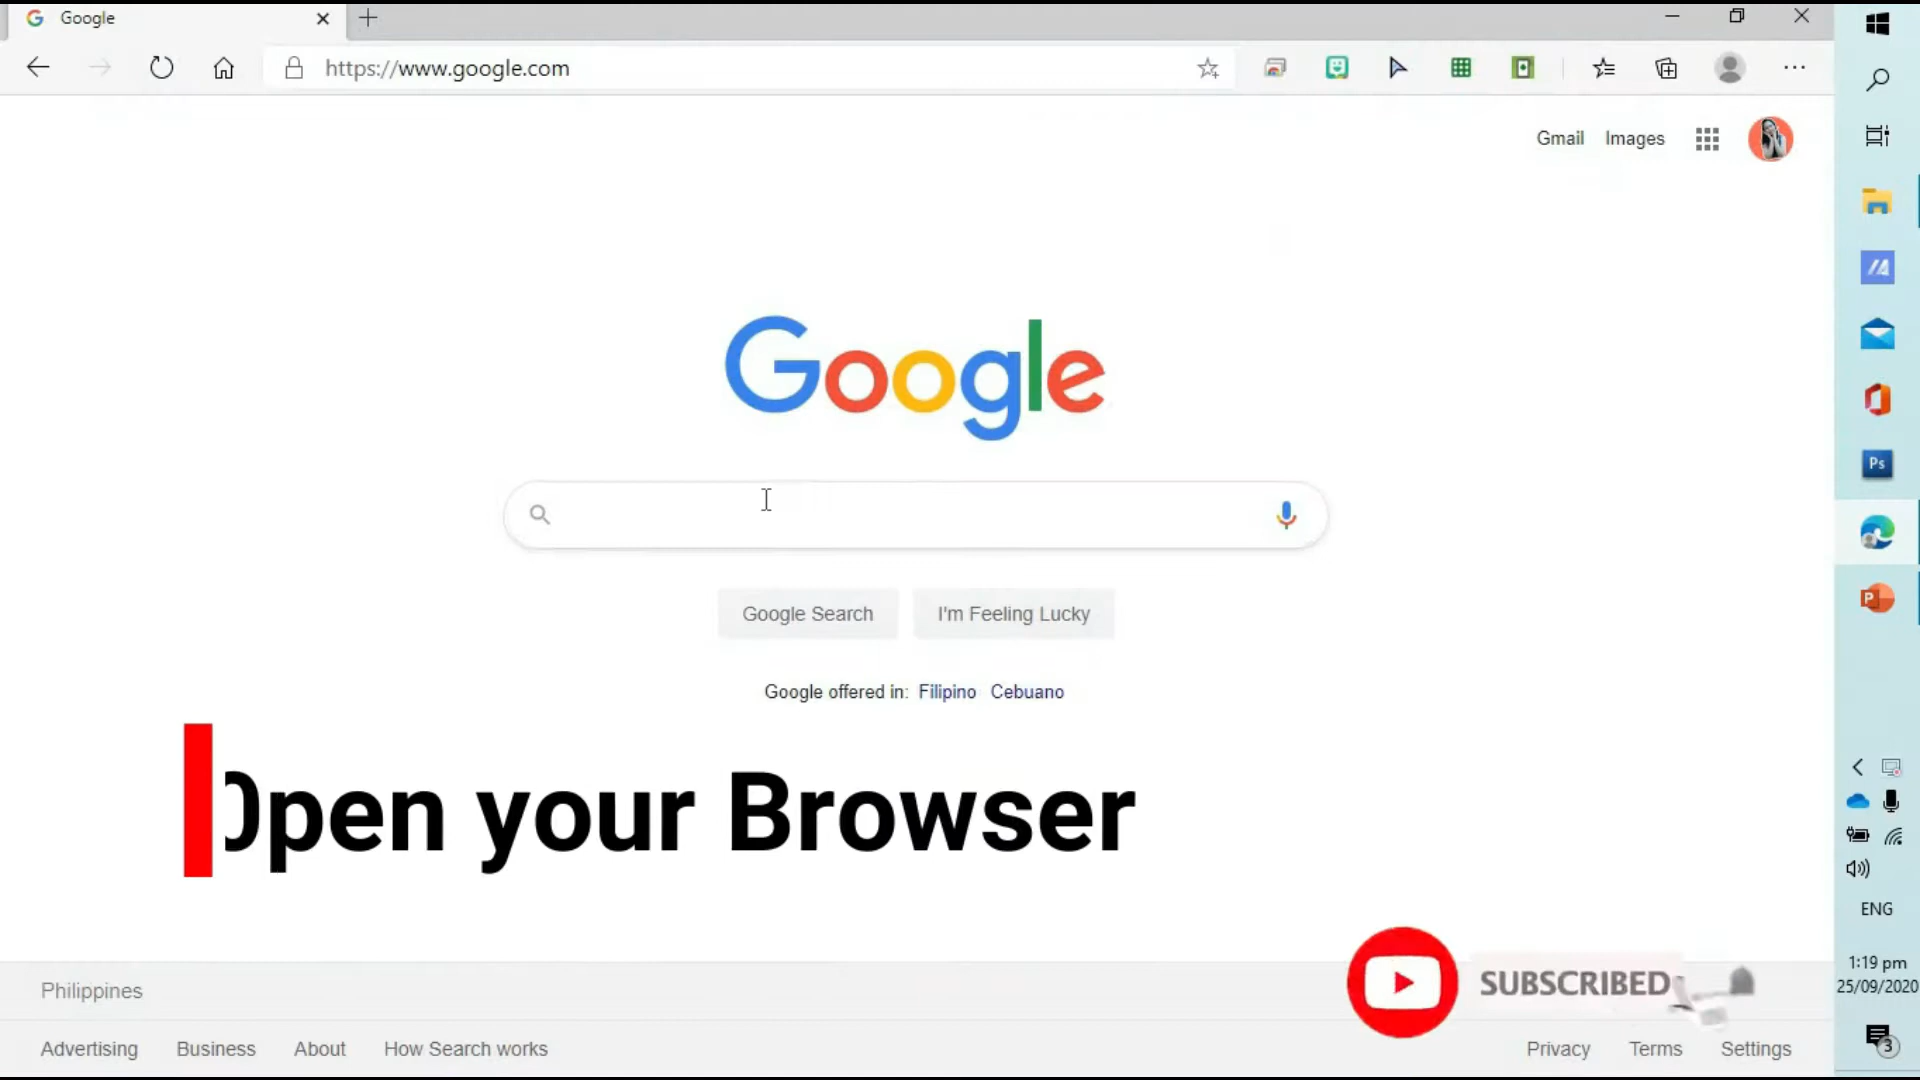 Google
https://www.google.com
Gmail Images
Google
Google Search I'm Feeling Lucky
Google offered in: Filipino Cebuano
Open your Browser
Ps
P
ENG
1:19 pm
25/09/2020
3
SUBSCRIBED
Philippines
Advertising Business About How Search works
Privacy Terms Settings